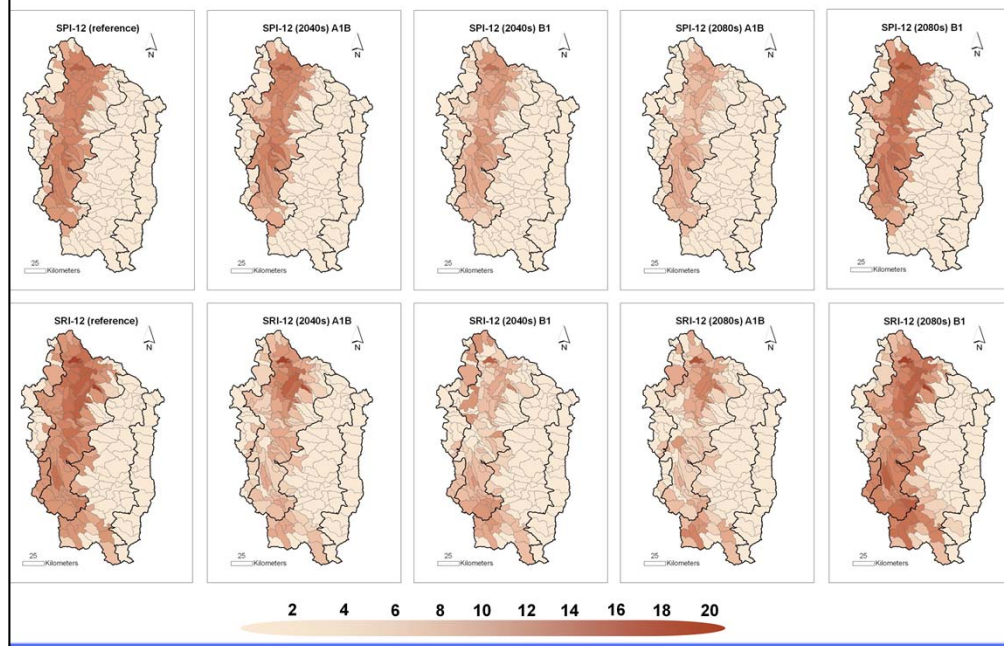 SPI-12 (reference)
N
25
Kilometers
SPI-12 (2040s) A1B
N
25
Kilometers
SPI-12 (2040s) B1
N
25
Kilometers
SPI-12 (2080s) A1B
N
25
Kilometers
SPI-12 (2080s) B1
N
25
Kilometers
SRI-12 (reference)
N
25
Kilometers
SRI-12 (2040s) A1B
N
25
Kilometers
SRI-12 (2040s) B1
N
25
Kilometers
SRI-12 (2080s) A1B
N
25
Kilometers
SRI-12 (2080s) B1
N
25
Kilometers
2 4 6 8 10 12 14 16 18 20